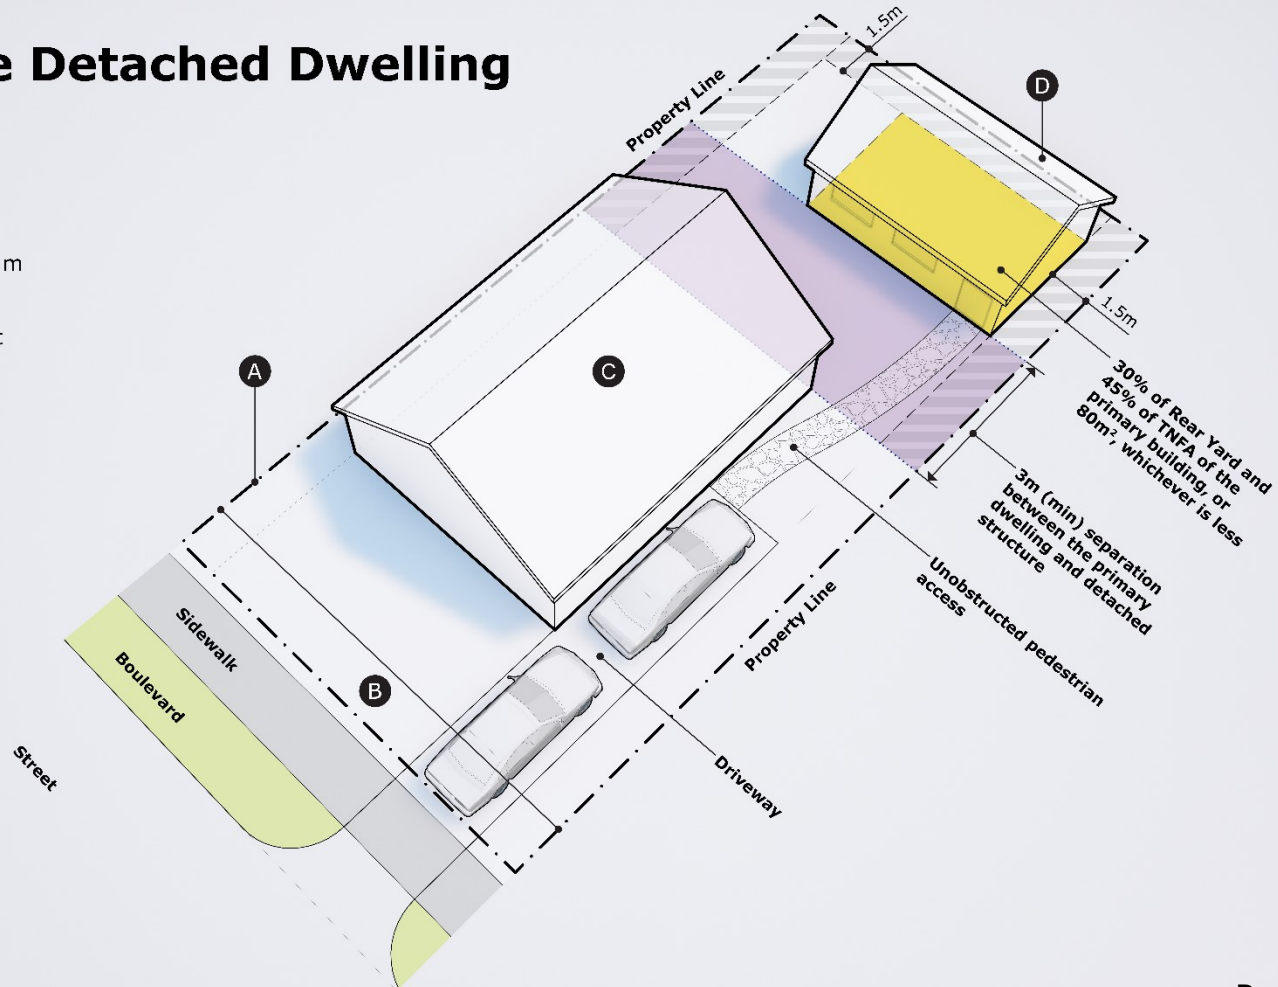 e Detached Dwelling
1.5m
Property Line
D
m
A
C
1.5m
30% of Rear Yard and
45% of TNFA of the
primary building, or
80m², whichever is less
3m (min) separation
between the primary
dwelling and detached
structure
Unobstructed pedestrian
access
Property Line
Sidewalk
Boulevard
B
Street
Driveway